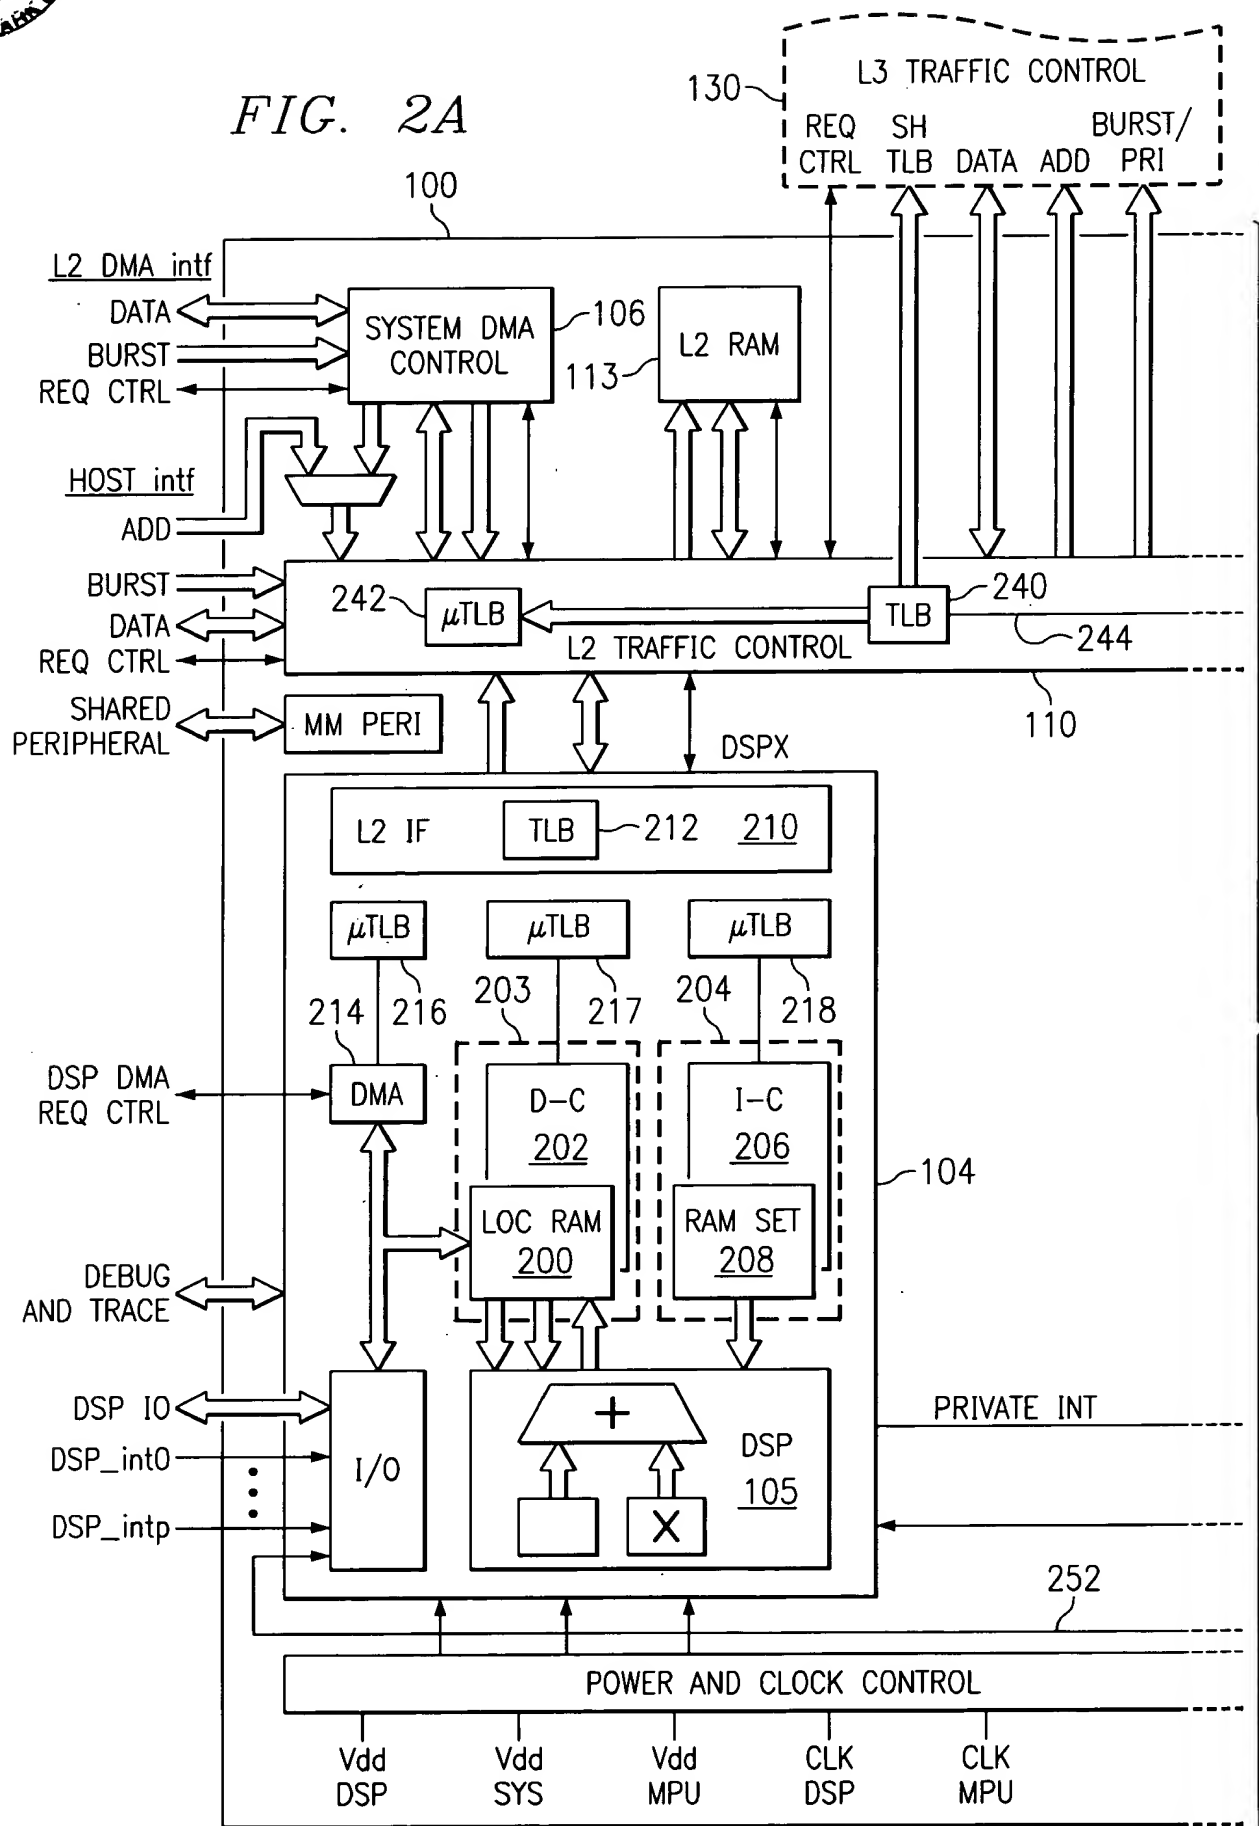 FIG. 2A
130
L3 TRAFFIC CONTROL
REQ CTRL
SH TLB
DATA
ADD
BURST/ PRI
100
L2 DMA intf
DATA
BURST
REQ CTRL
SYSTEM DMA CONTROL
106
L2 RAM
113
HOST intf
ADD
BURST
DATA
REQ CTRL
242
μTLB
TLB
240
244
L2 TRAFFIC CONTROL
110
SHARED PERIPHERAL
MM PERI
DSPX
L2 IF
TLB
212
210
μTLB
μTLB
μTLB
214
216
203
217
204
218
DSP DMA REQ CTRL
DMA
D-C
202
I-C
206
104
LOC RAM
200
RAM SET
208
DEBUG AND TRACE
DSP IO
DSP_int0
DSP_intp
I/O
+
X
DSP
105
PRIVATE INT
252
POWER AND CLOCK CONTROL
Vdd DSP
Vdd SYS
Vdd MPU
CLK DSP
CLK MPU